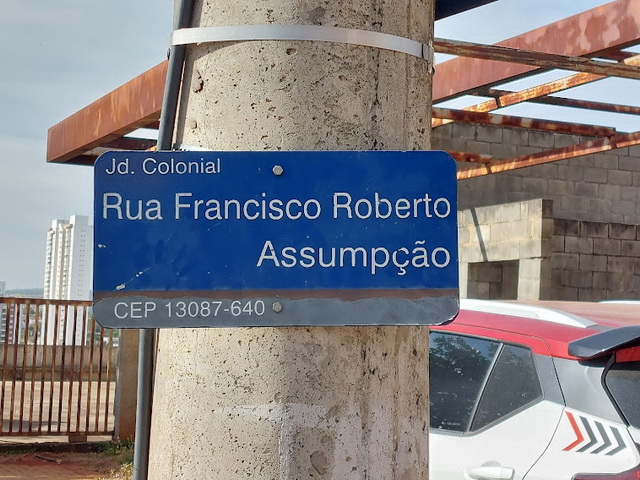 Jd. Colonial
Rua Francisco Roberto
Assumpção
CEP 13087-640